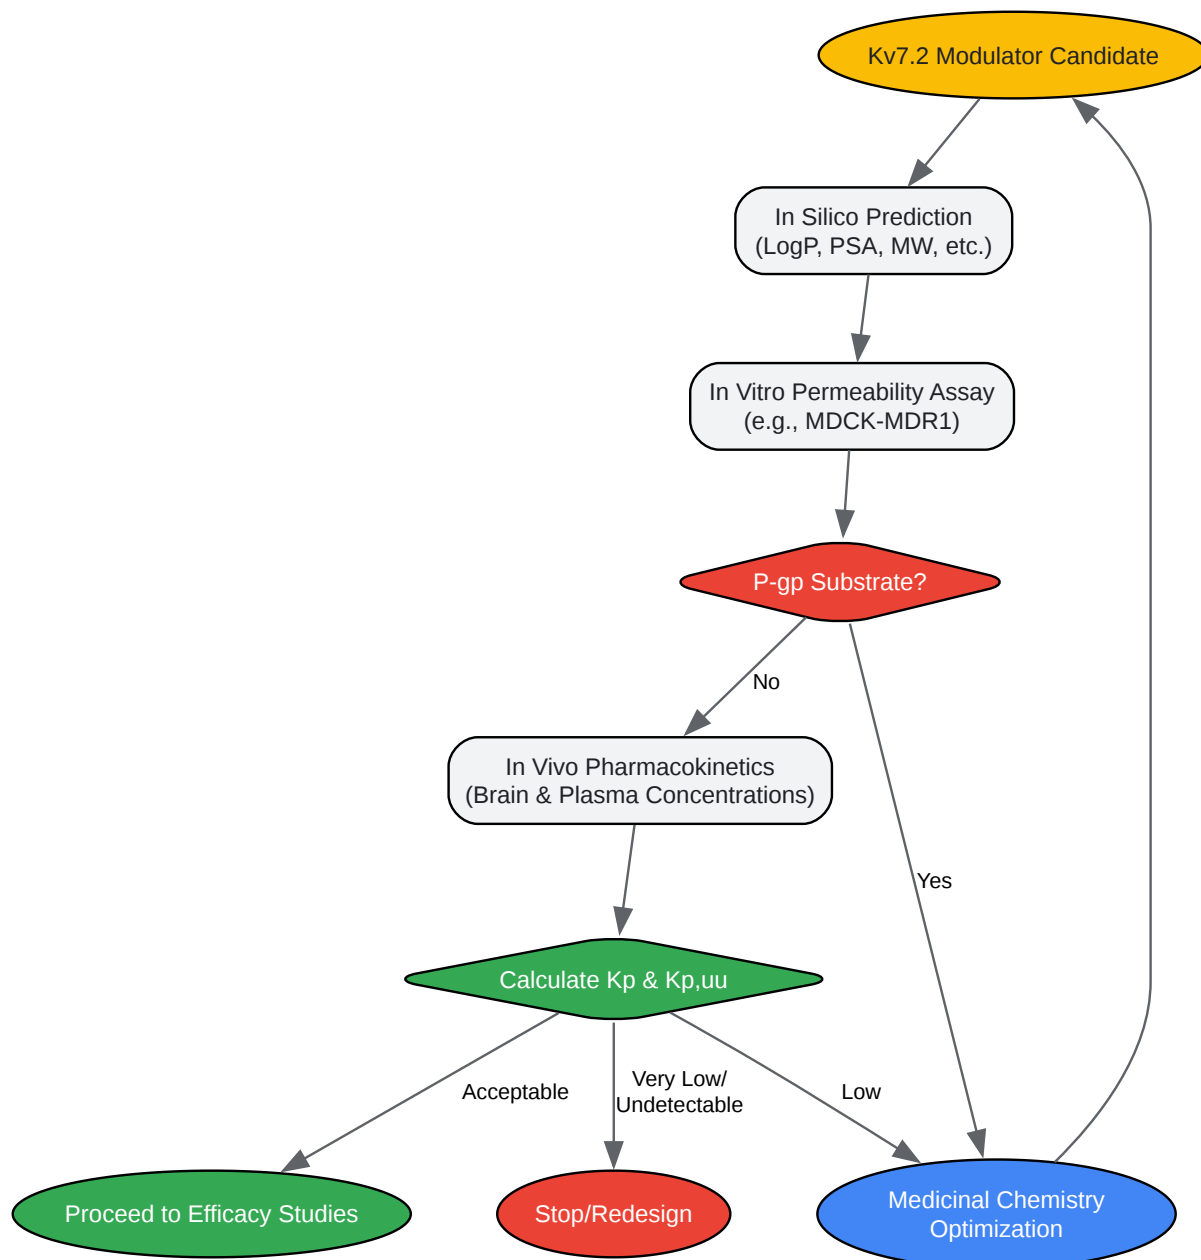 Kv7.2 Modulator Candidate
In Silico Prediction
(LogP, PSA, MW, etc.)
In Vitro Permeability Assay
(e.g., MDCK-MDR1)
P-gp Substrate?
No
In Vivo Pharmacokinetics
(Brain & Plasma Concentrations)
Yes
Calculate Kp & Kp,uu
Acceptable
Very Low/
Undetectable
Low
Proceed to Efficacy Studies
Stop/Redesign
Medicinal Chemistry
Optimization